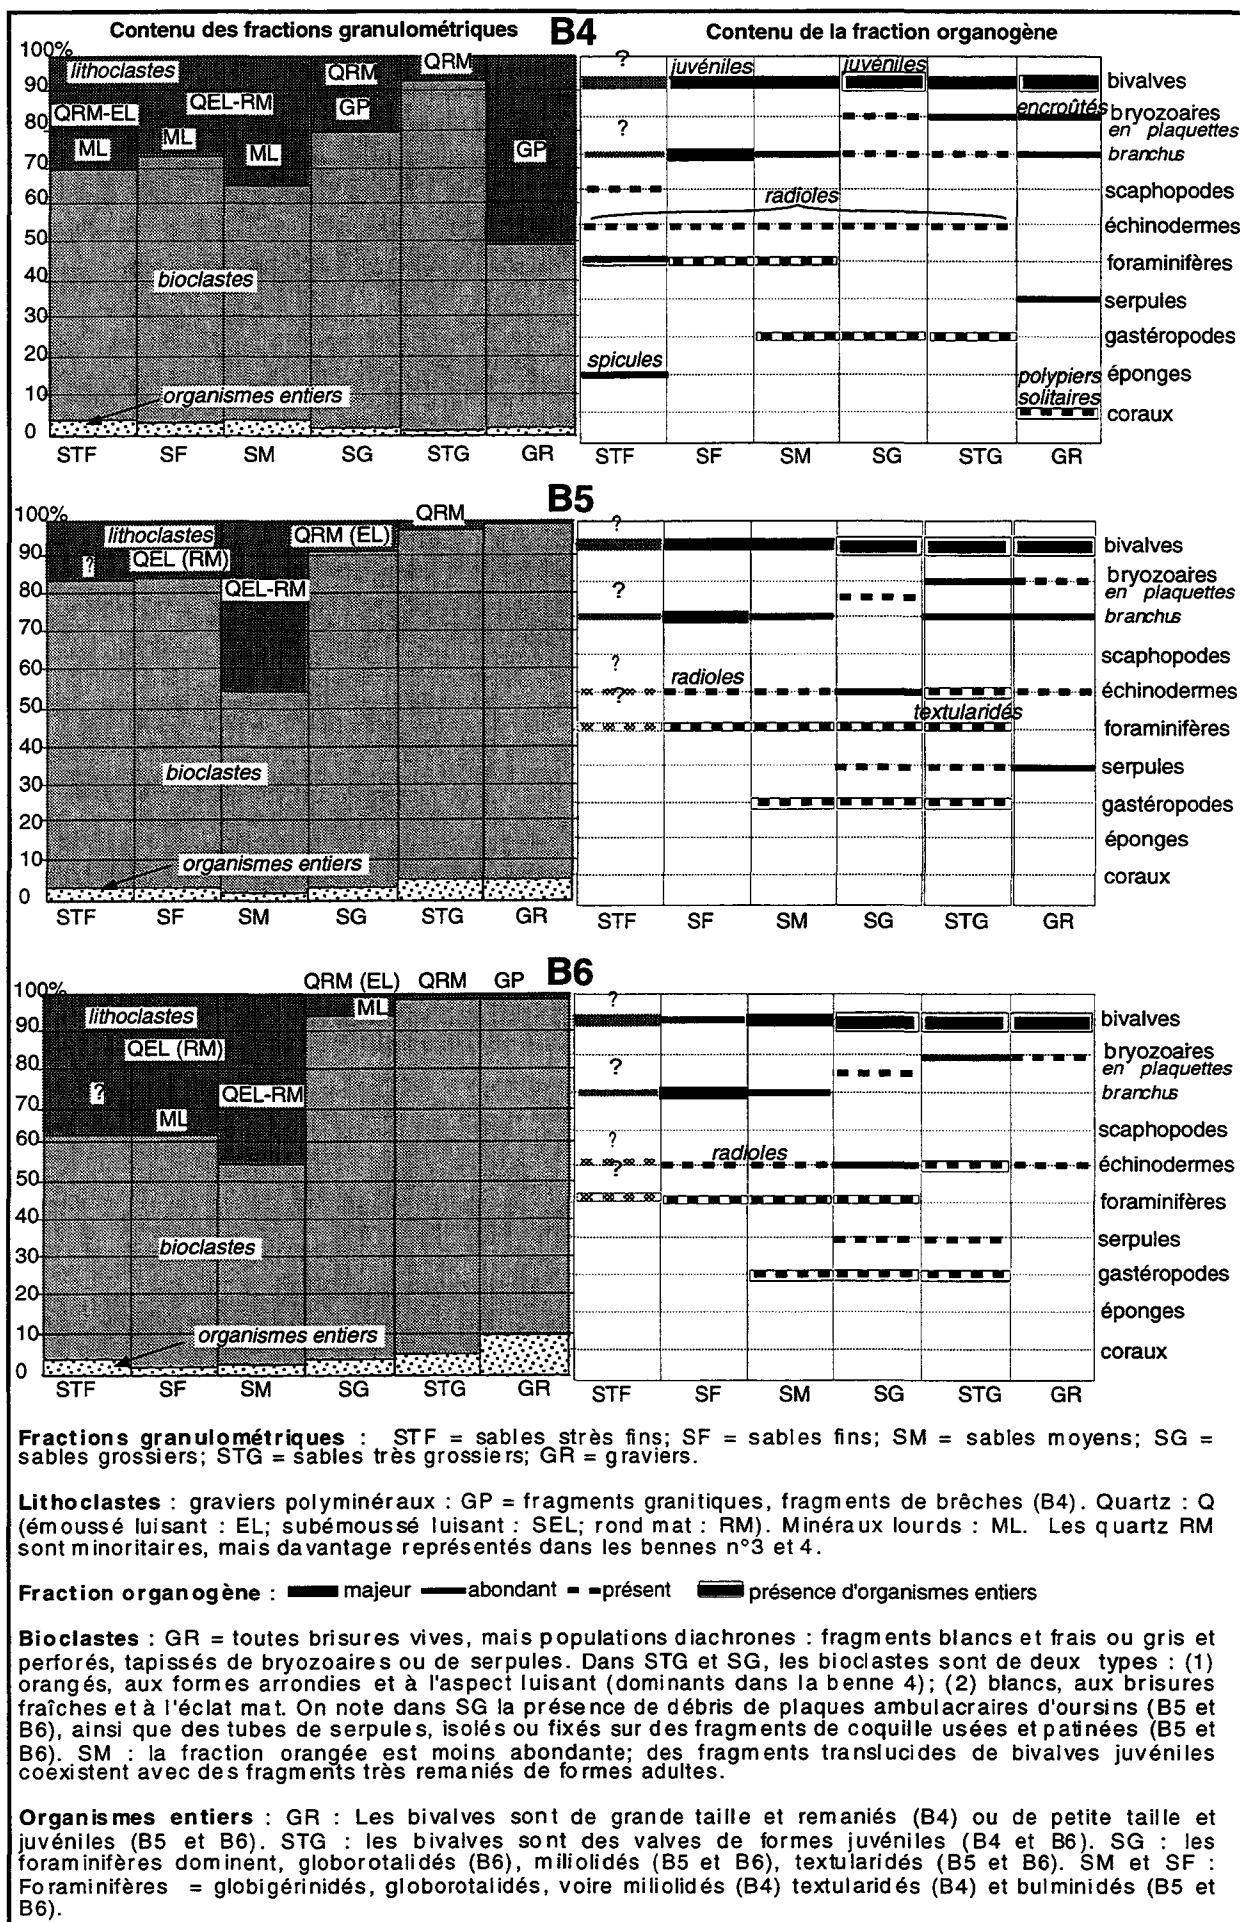 Contenu des fractions granulométriques B4 Contenu de la fraction organogène
100%
90
80
70
60
50
40
30
20
10
0
lithoclastes
QRM-EL
ML
QEL-RM
ML
ML
QRM
GP
QRM
GP
bioclastes
organismes entiers
STF SF SM SG STG GR
?
juvéniles
juvéniles
bivalves
encroûtés
bryozoaires
en plaquettes
?
branchus
scaphopodes
radioles
échinodermes
foraminifères
serpules
gastéropodes
spicules
éponges
polypiers
solitaires
coraux
STF SF SM SG STG GR
B5
100%
90
80
70
60
50
40
30
20
10
0
lithoclastes
?
QEL (RM)
QEL-RM
QRM (EL)
QRM
bioclastes
organismes entiers
STF SF SM SG STG GR
?
bivalves
bryozoaires
en plaquettes
?
branchus
?
scaphopodes
radioles
?
échinodermes
textularidés
foraminifères
serpules
gastéropodes
éponges
coraux
STF SF SM SG STG GR
B6
100%
90
80
70
60
50
40
30
20
10
0
QRM (EL) QRM GP
lithoclastes
ML
QEL (RM)
?
QEL-RM
ML
bioclastes
organismes entiers
STF SF SM SG STG GR
?
bivalves
bryozoaires
en plaquettes
?
branchus
?
scaphopodes
radioles
?
échinodermes
foraminifères
serpules
gastéropodes
éponges
coraux
STF SF SM SG STG GR
Fractions granulométriques : STF = sables strès fins; SF = sables fins; SM = sables moyens; SG =
sables grossiers; STG = sables très grossiers; GR = graviers.
Lithoclastes : graviers polyminéraux : GP = fragments granitiques, fragments de brêches (B4). Quartz : Q
(émoussé luisant : EL; subémoussé luisant : SEL; rond mat : RM). Minéraux lourds : ML. Les quartz RM
sont minoritaires, mais davantage représentés dans les bennes n°3 et 4.
Fraction organogène : majeur abondant présent présence d'organismes entiers
Bioclastes : GR = toutes brisures vives, mais populations diachrones : fragments blancs et frais ou gris et
perforés, tapissés de bryozoaires ou de serpules. Dans STG et SG, les bioclastes sont de deux types : (1)
orangés, aux formes arrondies et à l'aspect luisant (dominants dans la benne 4); (2) blancs, aux brisures
fraîches et à l'éclat mat. On note dans SG la présence de débris de plaques ambulacraires d'oursins (B5 et
B6), ainsi que des tubes de serpules, isolés ou fixés sur des fragments de coquille usées et patinées (B5 et
B6). SM : la fraction orangée est moins abondante; des fragments translucides de bivalves juvéniles
coexistent avec des fragments très remaniés de formes adultes.
Organismes entiers : GR : Les bivalves sont de grande taille et remaniés (B4) ou de petite taille et
juvéniles (B5 et B6). STG : les bivalves sont des valves de formes juvéniles (B4 et B6). SG : les
foraminifères dominent, globorotalidés (B6), miliolidés (B5 et B6), textularidés (B5 et B6). SM et SF :
Foraminifères = globigérinidés, globorotalidés, voire miliolidés (B4) textularidés (B4) et bulminidés (B5 et
B6).